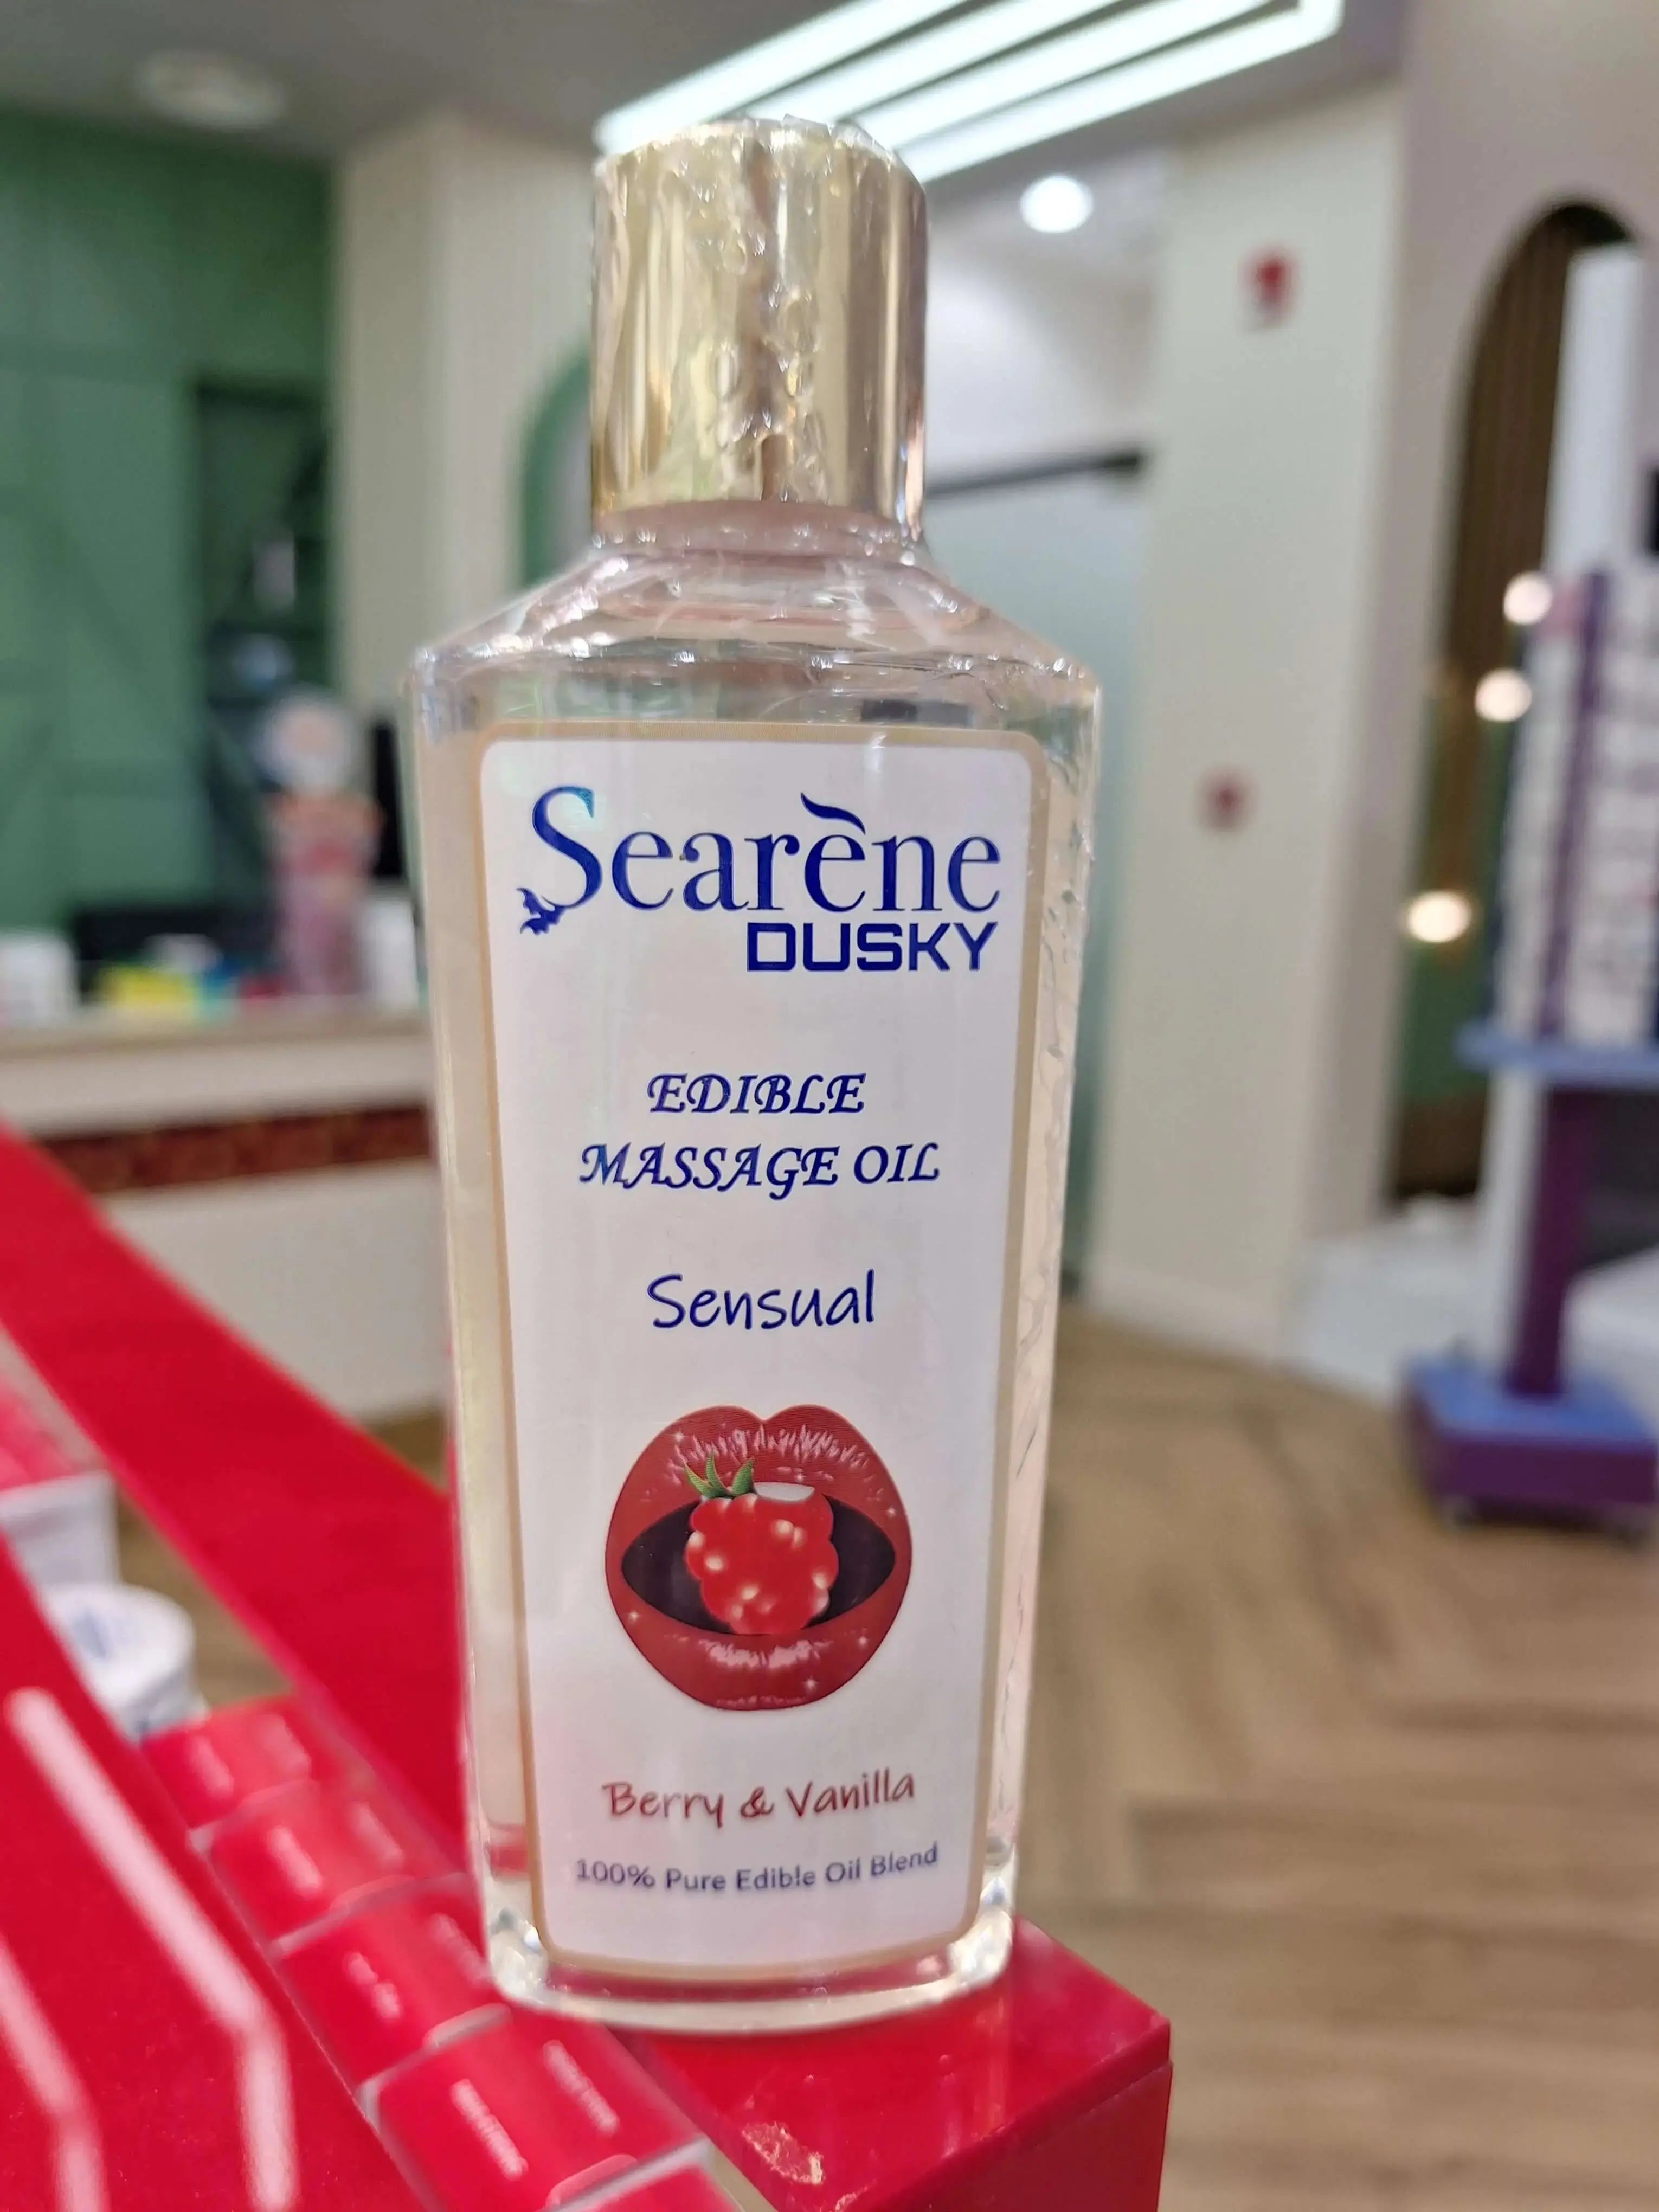 Searène
DUSKY
EDIBLE
MASSAGE OIL
Sensual
Berry & Vanilla
100% Pure Edible Oil Blend